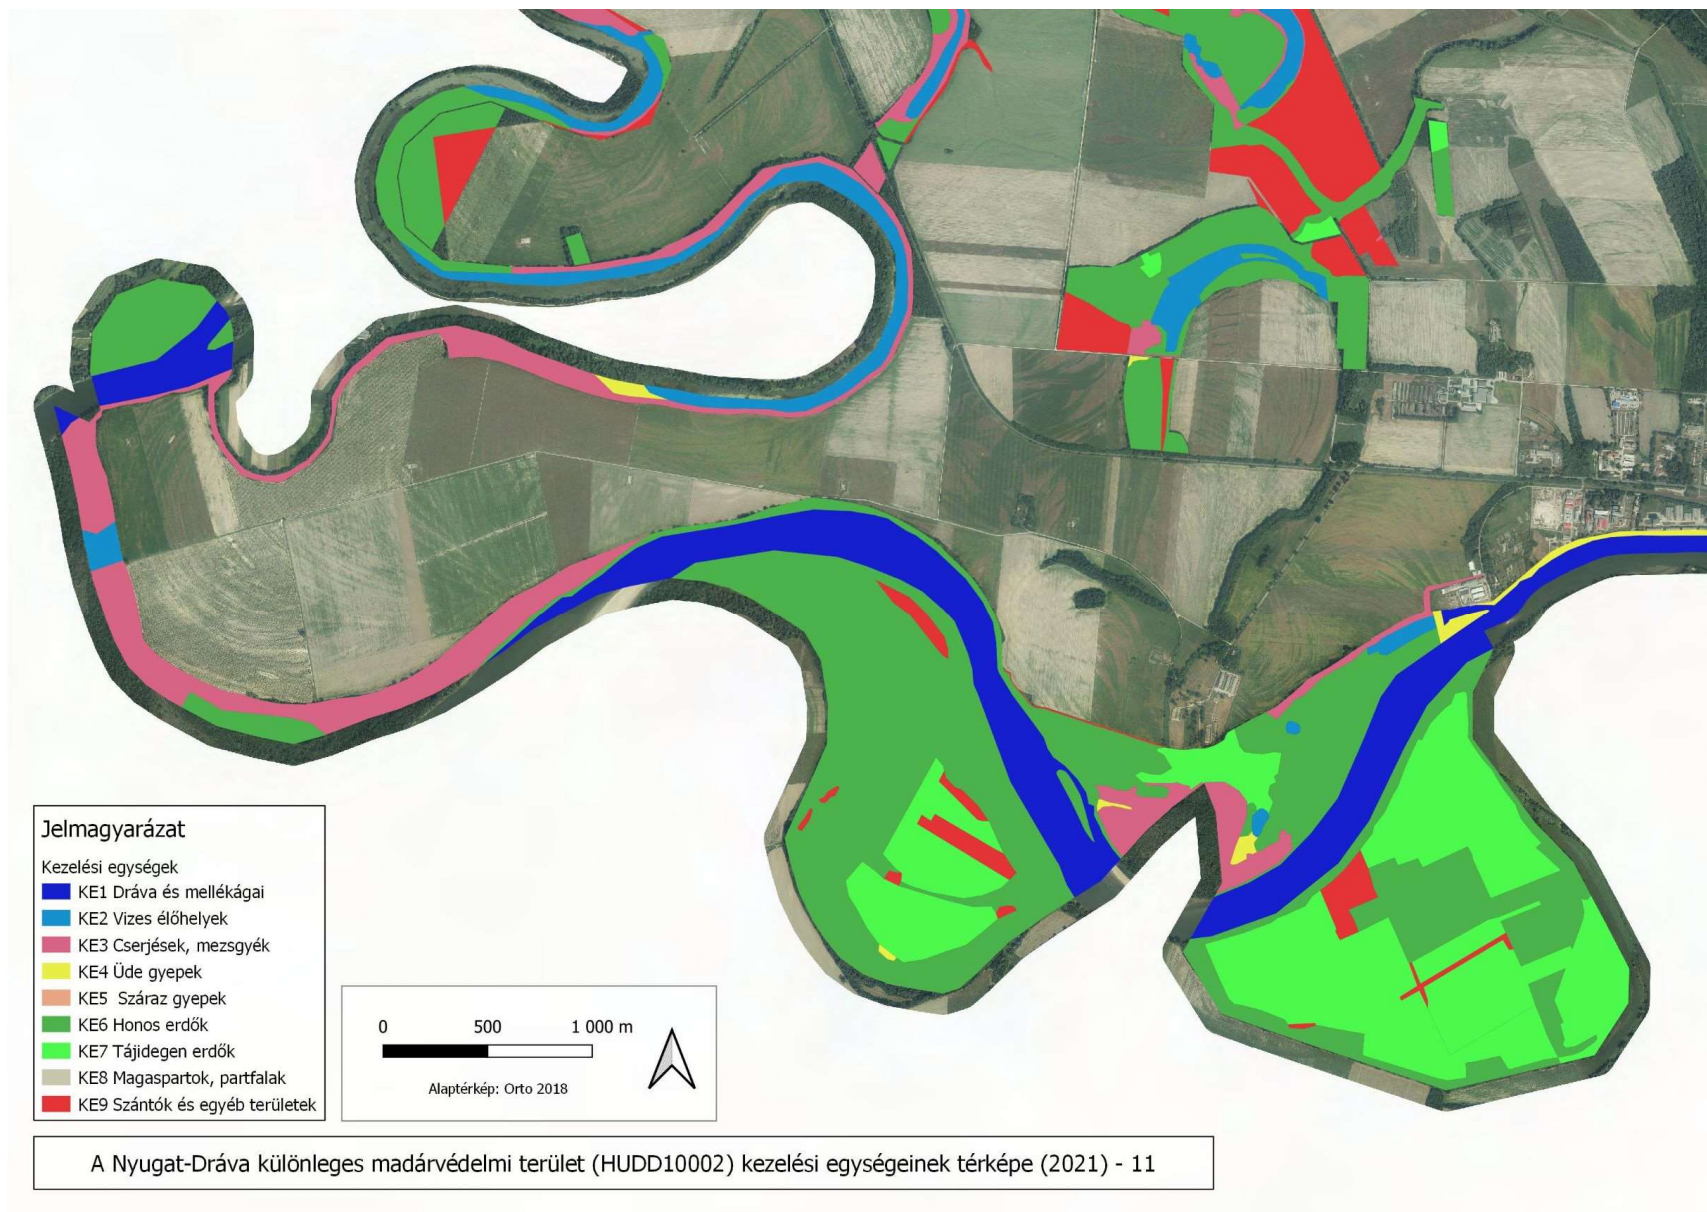 Jelmagyarázat
Kezelési egységek
KE1 Dráva és mellékágai
KE2 Vizes élőhelyek
KE3 Cserjések, mezsgyék
KE4 Üde gyepek
KE5 Száraz gyepek
KE6 Honos erdők
KE7 Tájidegen erdők
KE8 Magaspartok, partfalak
KE9 Szántók és egyéb területek
0 500 1 000 m
Alaptérkép: Orto 2018
A Nyugat-Dráva különleges madárvédelmi terület (HUDD10002) kezelési egységeinek térképe (2021) - 11